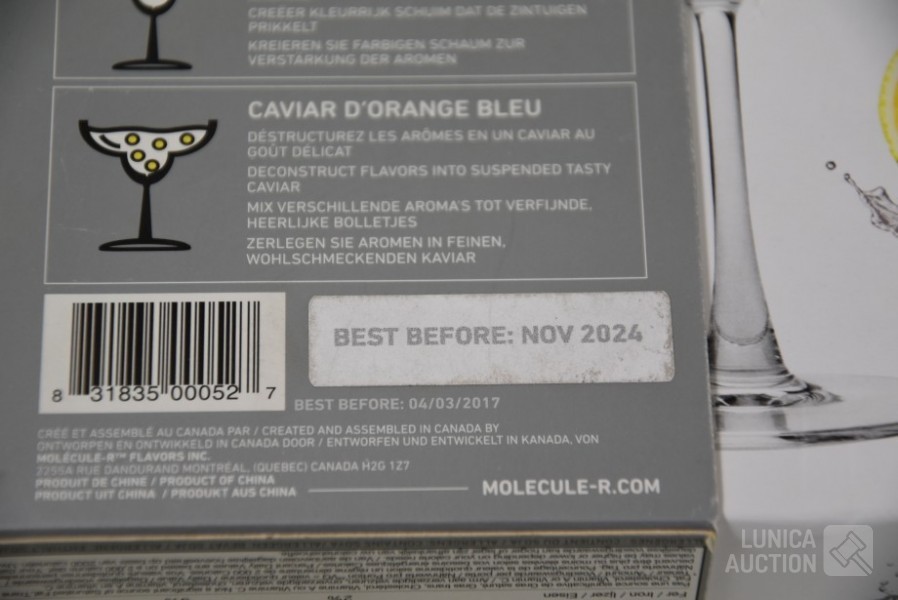 CRÉEER KLEURRIJK SCHUIM DAT DE ZINTUIGEN
PRIKKELT
KREIEREN SIE FARBIGEN SCHAUM ZUR
VERSTÄRKUNG DER AROMEN
CAVIAR D'ORANGE BLEU
DÉSTRUCTUREZ LES ARÔMES EN UN CAVIAR AU
GOÛT DÉLICAT
DECONSTRUCT FLAVORS INTO SUSPENDED TASTY
CAVIAR
MIX VERSCHILLENDE AROMA'S TOT VERFIJNDE,
HEERLIJKE BOLLETJES
ZERLEGEN SIE AROMEN IN FEINEN,
WOHLSCHMECKENDEN KAVIAR
BEST BEFORE: NOV 2024
8 31835 00052 7
BEST BEFORE: 04/03/2017
CRÉÉ ET ASSEMBLÉ AU CANADA PAR / CREATED AND ASSEMBLED IN CANADA BY
ONTWORPEN EN ONTWIKKELD IN CANADA DOOR / ENTWORFEN UND ENTWICKELT IN KANADA, VON
MOLÉCULE-R™ FLAVORS INC.
2255A RUE DANDURAND MONTRÉAL, (QUEBEC) CANADA H2G 1Z7
PRODUIT DE CHINE / PRODUCT OF CHINA
PRODUIT UIT CHINA / PRODUKT AUS CHINA
MOLECULE-R.COM
LUNICA
AUCTION